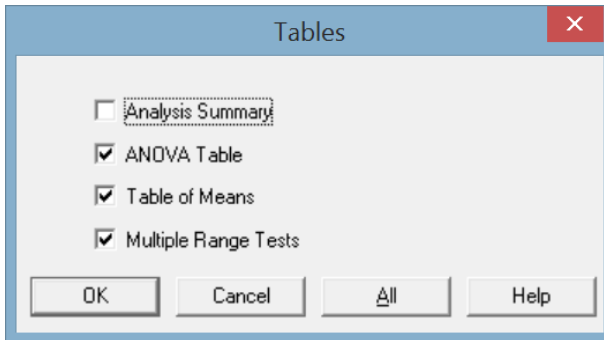 Tables
Analysis Summary
ANOVA Table
Table of Means
Multiple Range Tests
OK Cancel All Help